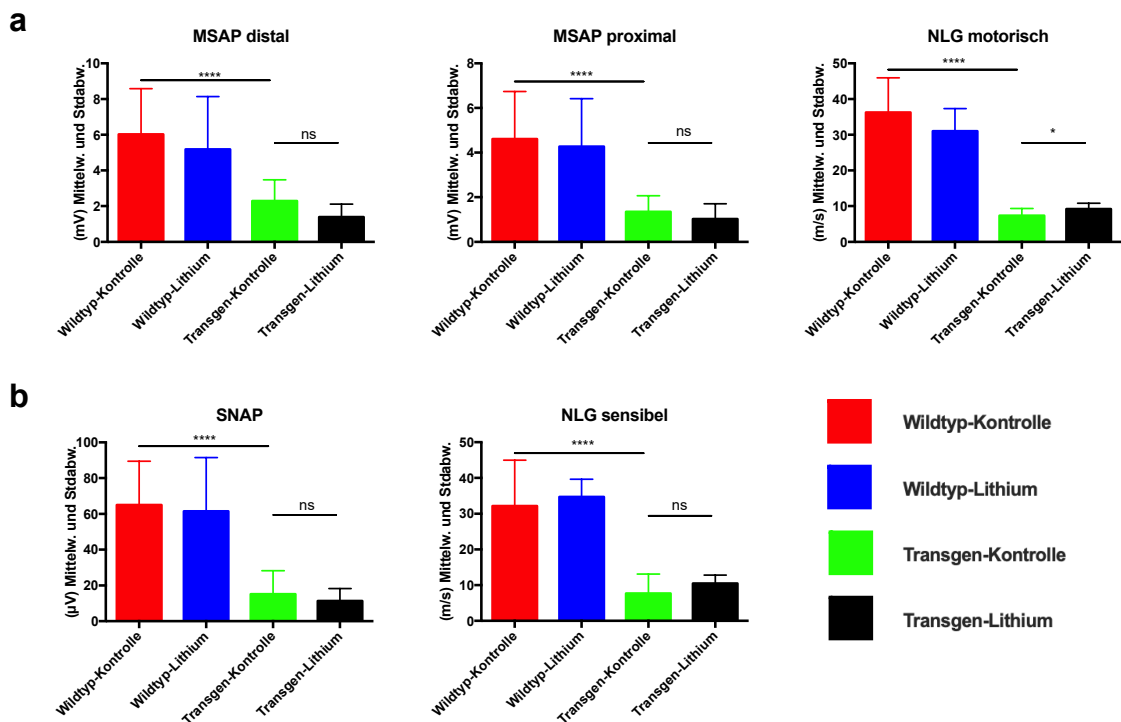 a
MSAP distal
(mV) Mittelw. und Stdabw.
10
8
6
4
2
0
****
ns
Wildtyp-Kontrolle
Wildtyp-Lithium
Transgen-Kontrolle
Transgen-Lithium
MSAP proximal
(mV) Mittelw. und Stdabw.
8
6
4
2
0
****
ns
Wildtyp-Kontrolle
Wildtyp-Lithium
Transgen-Kontrolle
Transgen-Lithium
NLG motorisch
(m/s) Mittelw. und Stdabw.
50
40
30
20
10
0
****
*
Wildtyp-Kontrolle
Wildtyp-Lithium
Transgen-Kontrolle
Transgen-Lithium
b
SNAP
(µV) Mittelw. und Stdabw.
100
80
60
40
20
0
****
ns
Wildtyp-Kontrolle
Wildtyp-Lithium
Transgen-Kontrolle
Transgen-Lithium
NLG sensibel
(m/s) Mittelw. und Stdabw.
50
40
30
20
10
0
****
ns
Wildtyp-Kontrolle
Wildtyp-Lithium
Transgen-Kontrolle
Transgen-Lithium
Wildtyp-Kontrolle
Wildtyp-Lithium
Transgen-Kontrolle
Transgen-Lithium